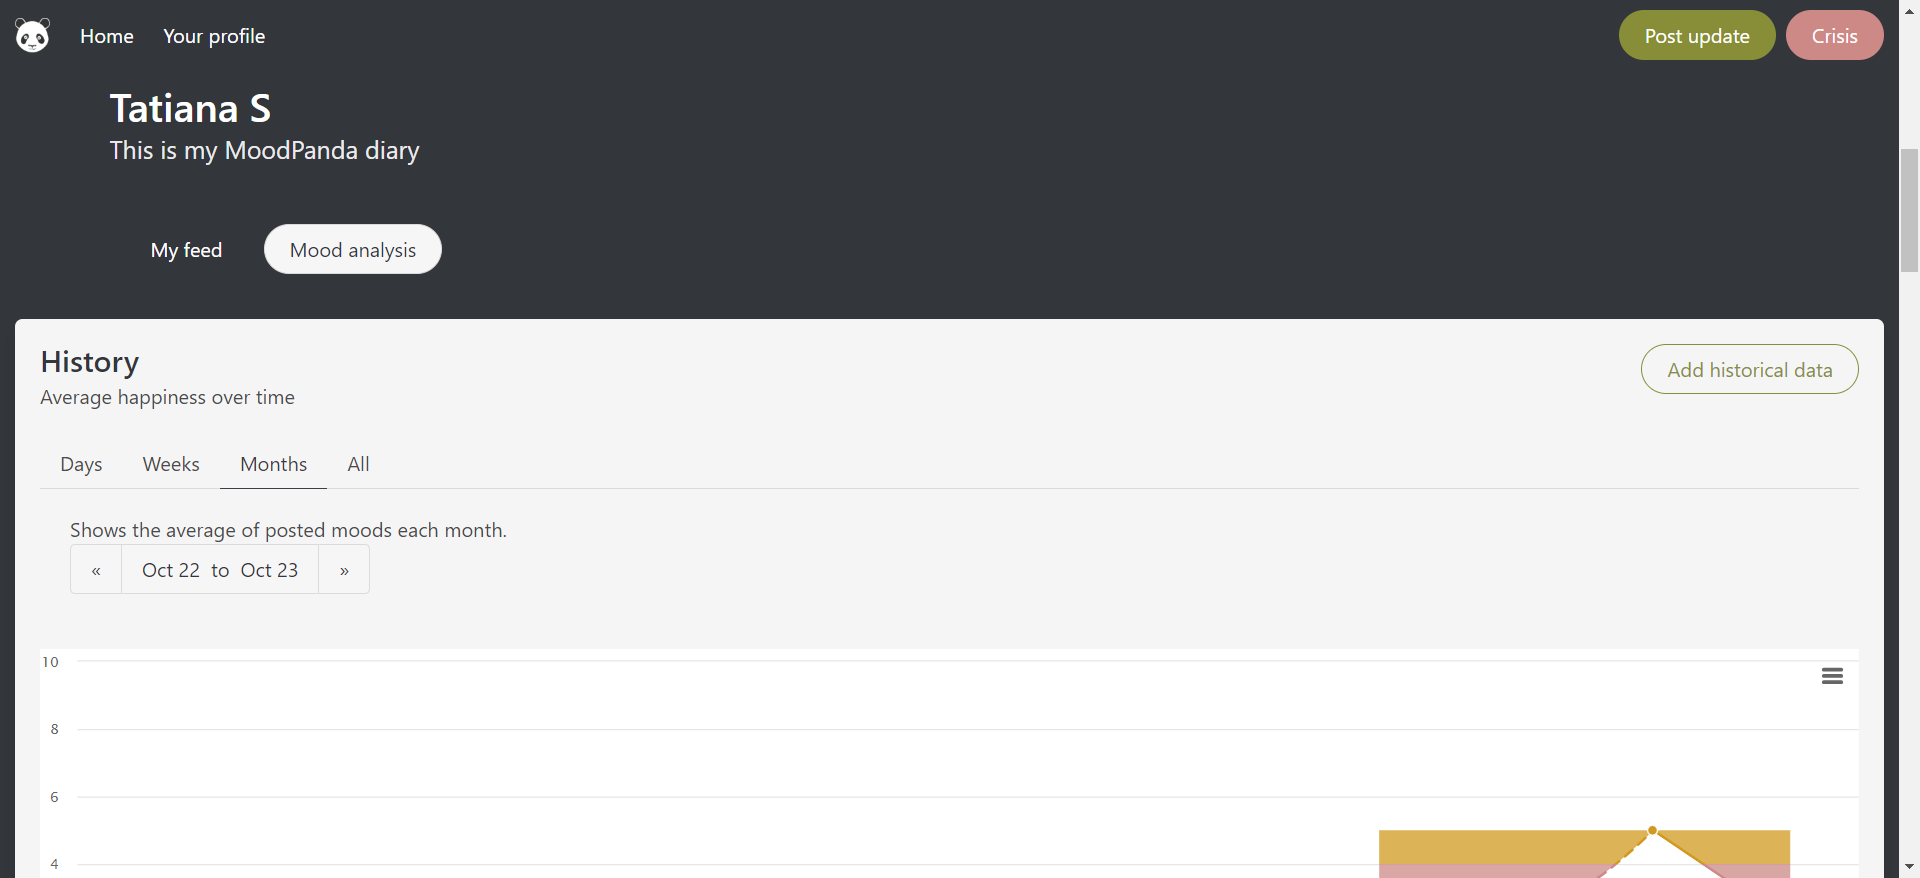 Home Your profile Post update Crisis
Tatiana S
This is my MoodPanda diary
My feed Mood analysis
History
Add historical data
Average happiness over time
Days Weeks Months All
Shows the average of posted moods each month.
« Oct 22 to Oct 23 »
10
8
6
4